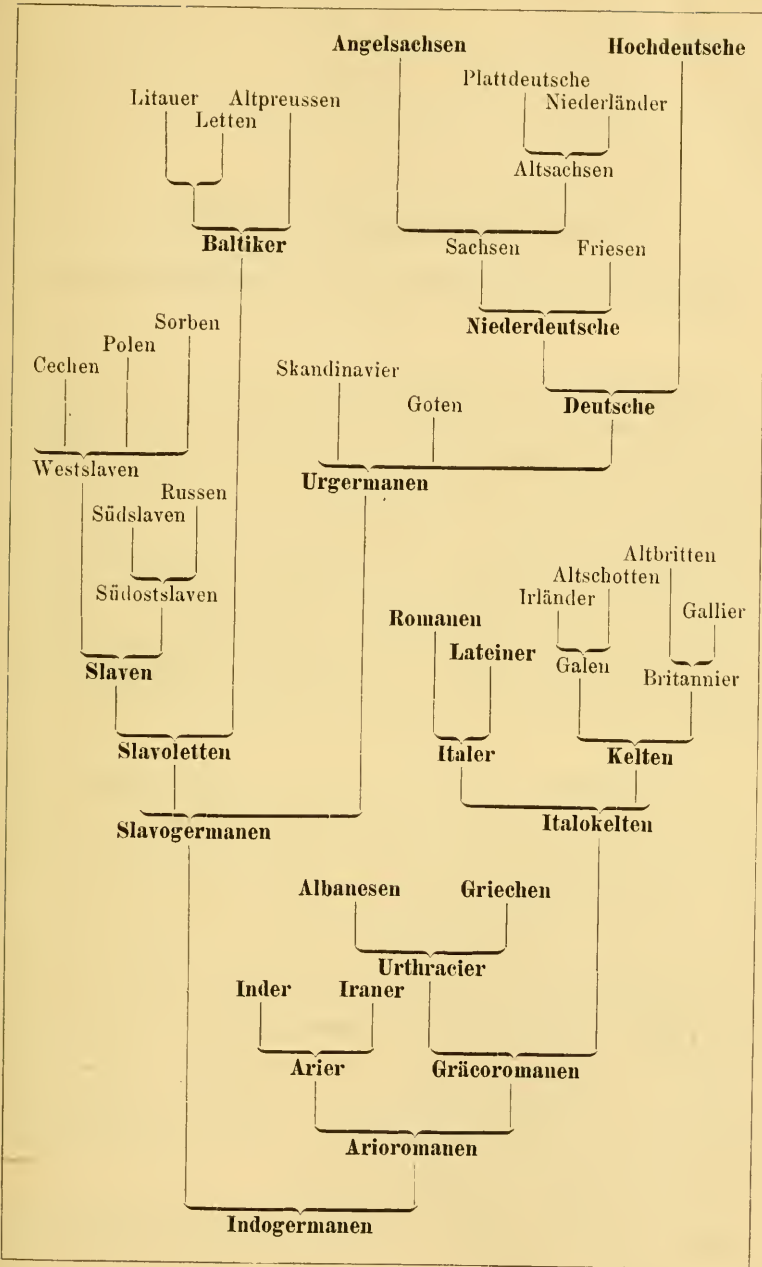 Angelsachsen Hochdeutsche
Plattdeutsche
Litauer Altpreussen Niederländer
Letten
Altsachsen
Baltiker Sachsen Friesen
Sorben
Niederdeutsche
Polen
Cechen Skandinavier
Goten Deutsche
Westslaven
Urgermanen
Russen
Südslaven
Altbritten
Altschotten
Südostslaven Irländer
Romanen Gallier
Lateiner
Slaven Galen
Britannier
Slavoletten Italer Kelten
Slavogermanen Italokelten
Albanesen Griechen
Urthracier
Inder Iraner
Arier Gräcoromanen
Arioromanen
Indogermanen